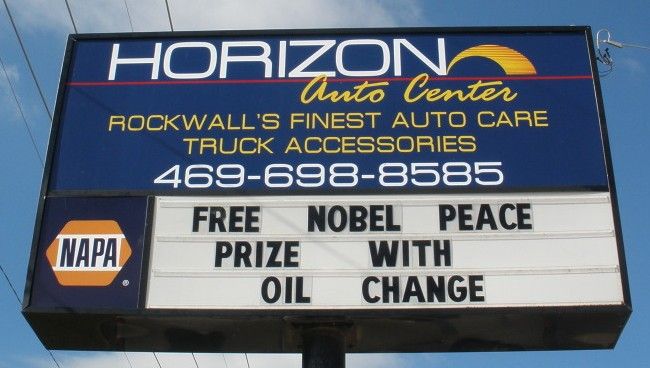 HORIZON
Auto Center
ROCKWALL'S FINEST AUTO CARE
TRUCK ACCESSORIES
469-698-8585
NAPA
®
FREE NOBEL PEACE
PRIZE WITH
OIL CHANGE